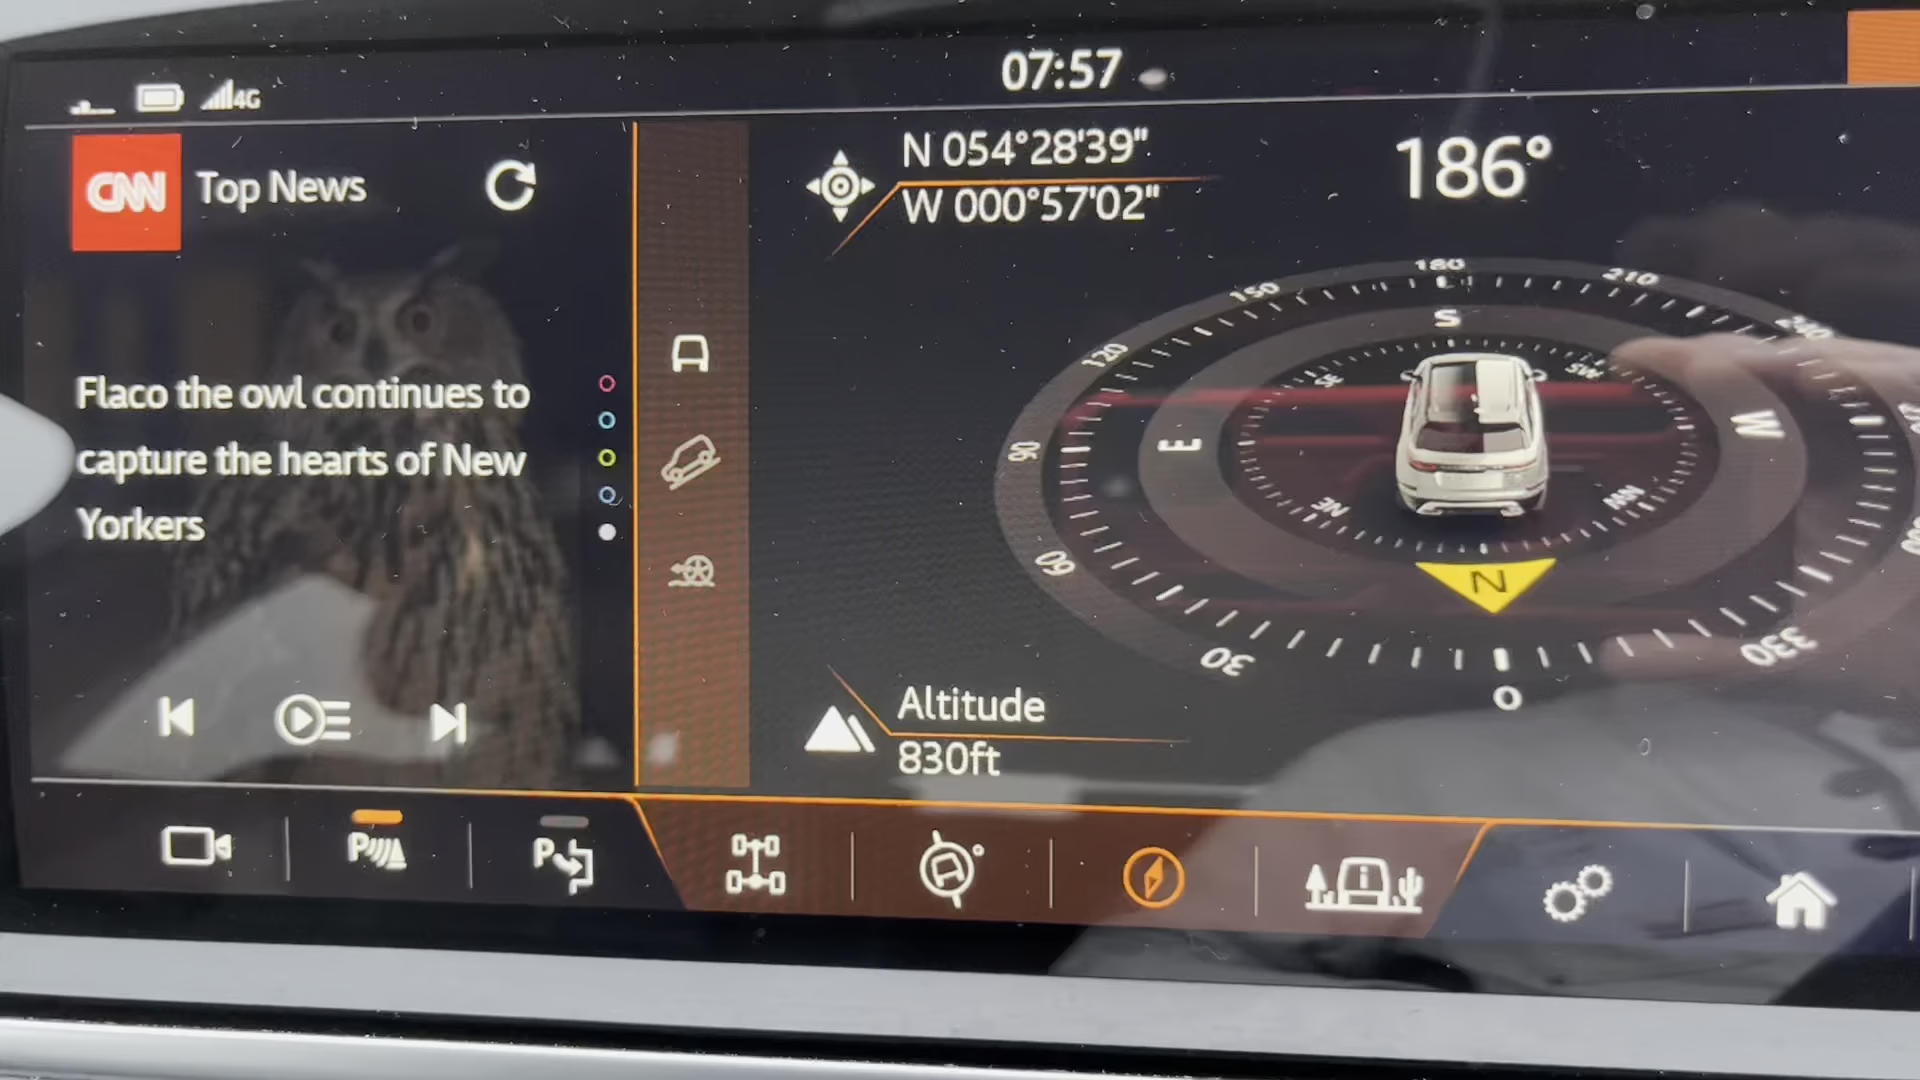 4G
07:57
CNN
Top News
Flaco the owl continues to
capture the hearts of New
Yorkers
N 054°28'39"
W 000°57'02"
186°
180
150
210
120
240
90
60
30
0
330
S
SE
SW
E
W
NE
NW
N
Altitude
830ft
P
P